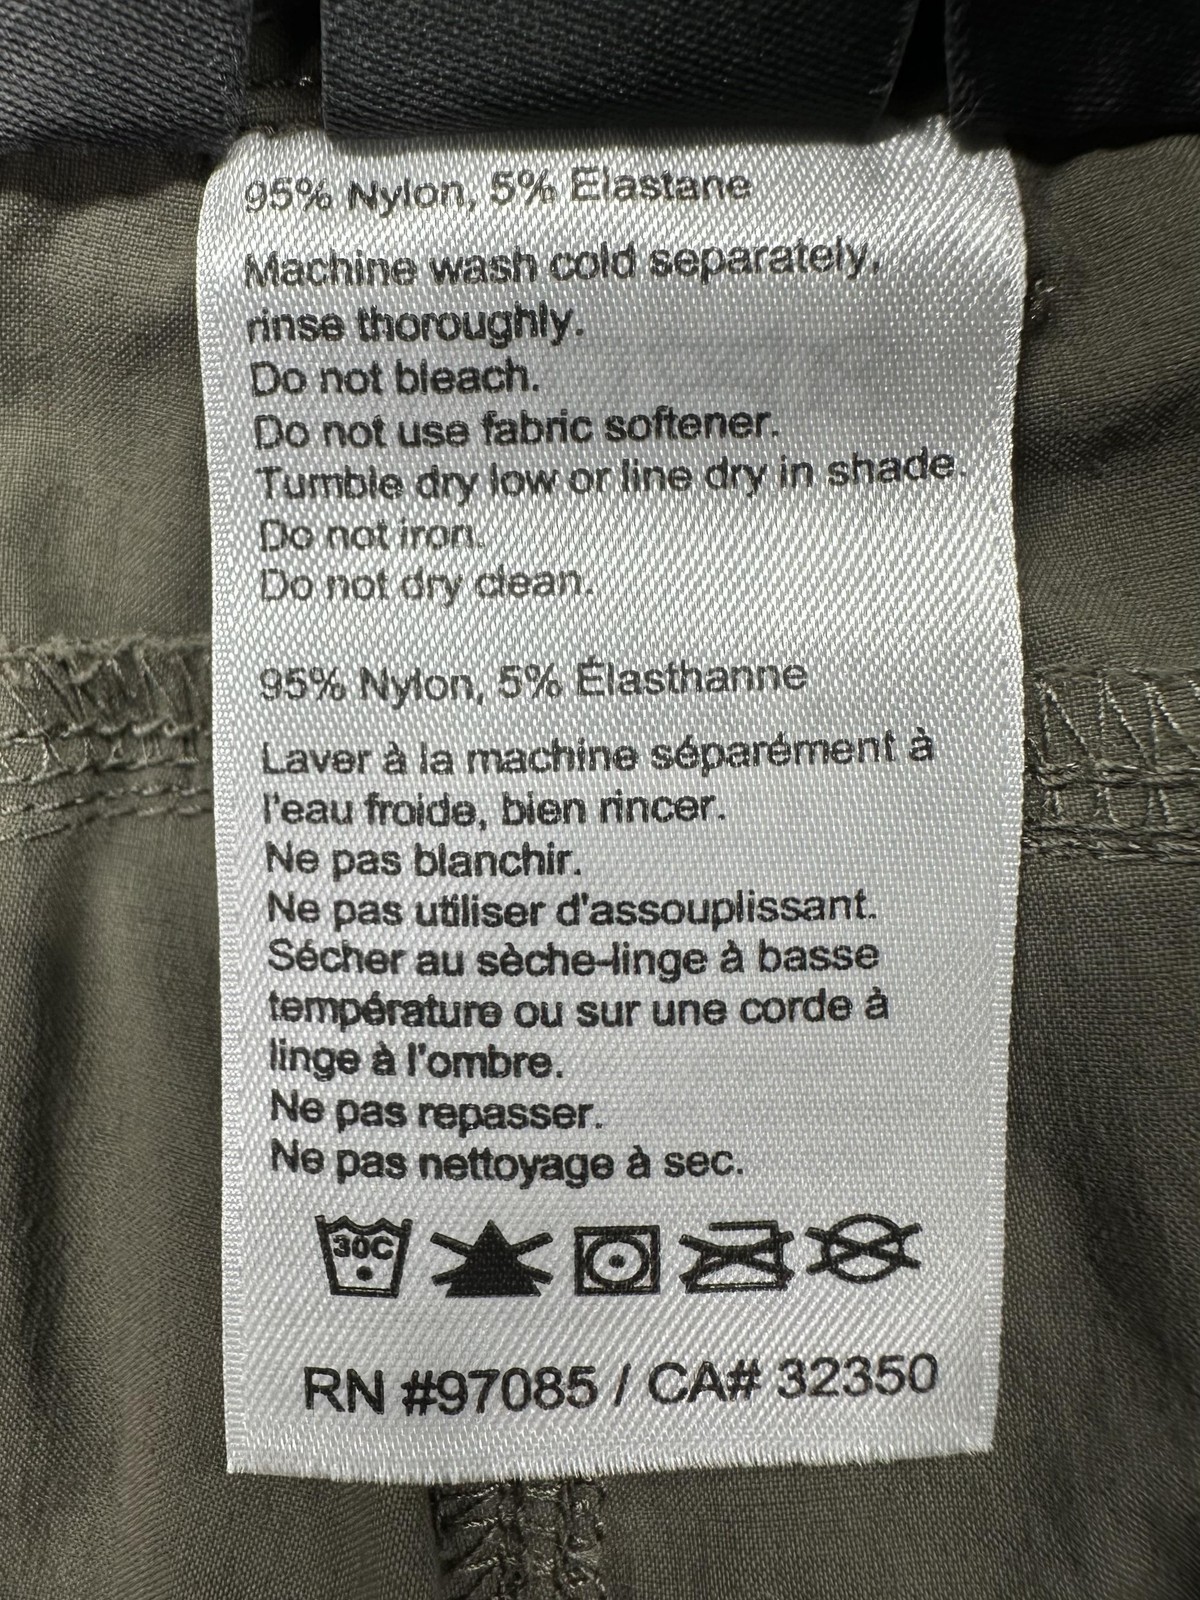 95% Nylon, 5% Elastane
Machine wash cold separately,
rinse thoroughly.
Do not bleach.
Do not use fabric softener.
Tumble dry low or line dry in shade.
Do not iron.
Do not dry clean.
95% Nylon, 5% Élasthanne
Laver à la machine séparément à
l'eau froide, bien rincer.
Ne pas blanchir.
Ne pas utiliser d'assouplissant.
Sécher au sèche-linge à basse
température ou sur une corde à
linge à l'ombre.
Ne pas repasser.
Ne pas nettoyage à sec.
30C
RN #97085 / CA# 32350